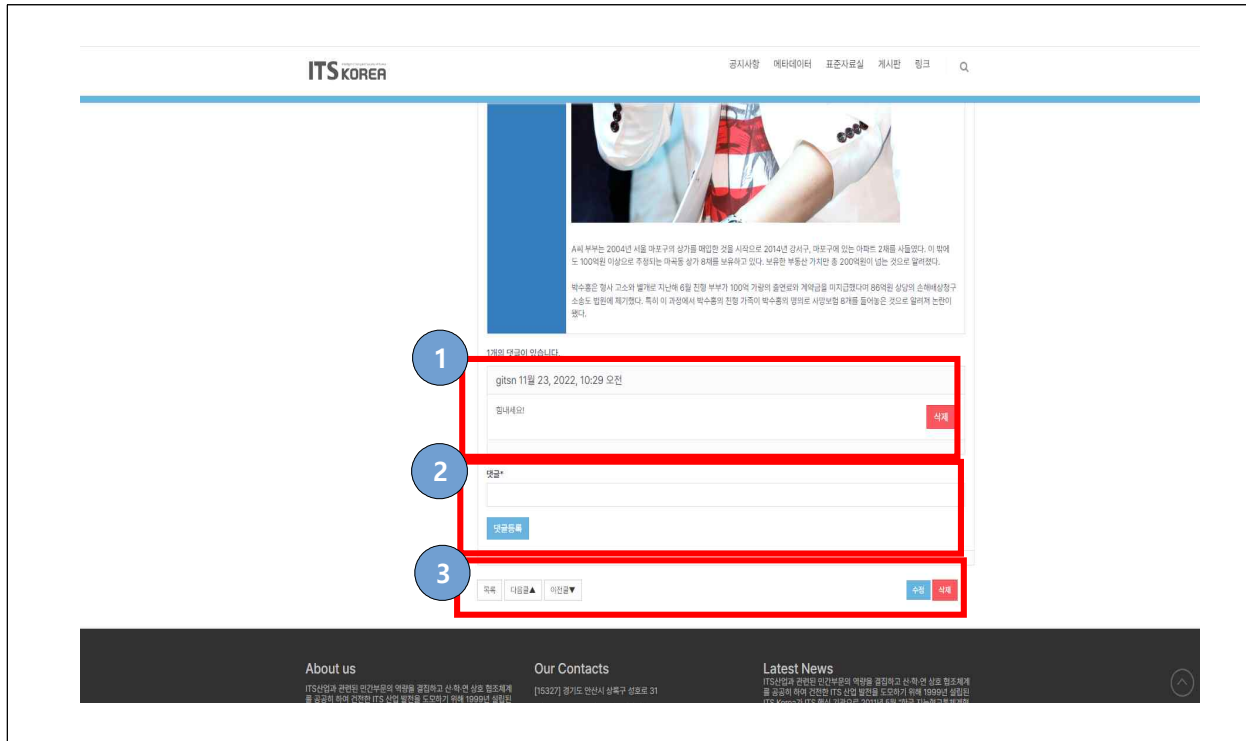 ITS KOREA
공지사항 메타데이터 표준자료실 게시판 링크
A씨 부부는 2004년 서울 마포구의 상가를 매입한 것을 시작으로 2014년 강서구, 마포구에 있는 아파트 2채를 사들였다. 이 밖에
도 100억원 이상으로 추정되는 마곡동 상가 8채를 보유하고 있다. 보유한 부동산 가치만 총 200억원이 넘는 것으로 알려졌다.
박수홍은 형사 고소와 별개로 지난해 6월 친형 부부가 100억 가량의 출연료와 계약금을 미지급했다며 86억원 상당의 손해배상청구
소송도 법원에 제기했다. 특히 이 과정에서 박수홍의 친형 가족이 박수홍의 명의로 사망보험 8개를 들어놓은 것으로 알려져 논란이
됐다.
1
1개의 댓글이 있습니다.
gitsn 11월 23, 2022, 10:29 오전
힘내세요!
삭제
2
댓글*
댓글등록
3
목록 다음글▲ 이전글▼ 수정 삭제
About us
ITS산업과 관련된 민간부문의 역량을 결집하고 산·학·연 상호 협조체계
를 공공히 하여 건전한 ITS 산업 발전을 도모하기 위해 1999년 설립된
Our Contacts
[15327] 경기도 안산시 상록구 성호로 31
Latest News
ITS산업과 관련된 민간부문의 역량을 결집하고 산·학·연 상호 협조체계
를 공공히 하여 건전한 ITS 산업 발전을 도모하기 위해 1999년 설립된